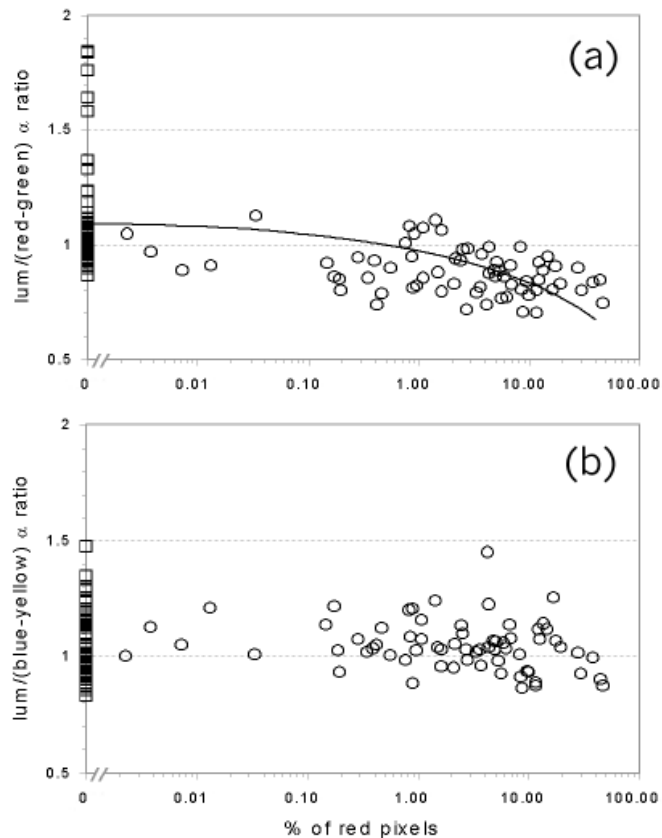 2
(a)
1.5
lum/(red-green) α ratio
1
0.5
0 0.01 0.10 1.00 10.00 100.00
2
(b)
1.5
lum/(blue-yellow) α ratio
1
0.5
0 0.01 0.10 1.00 10.00 100.00
% of red pixels